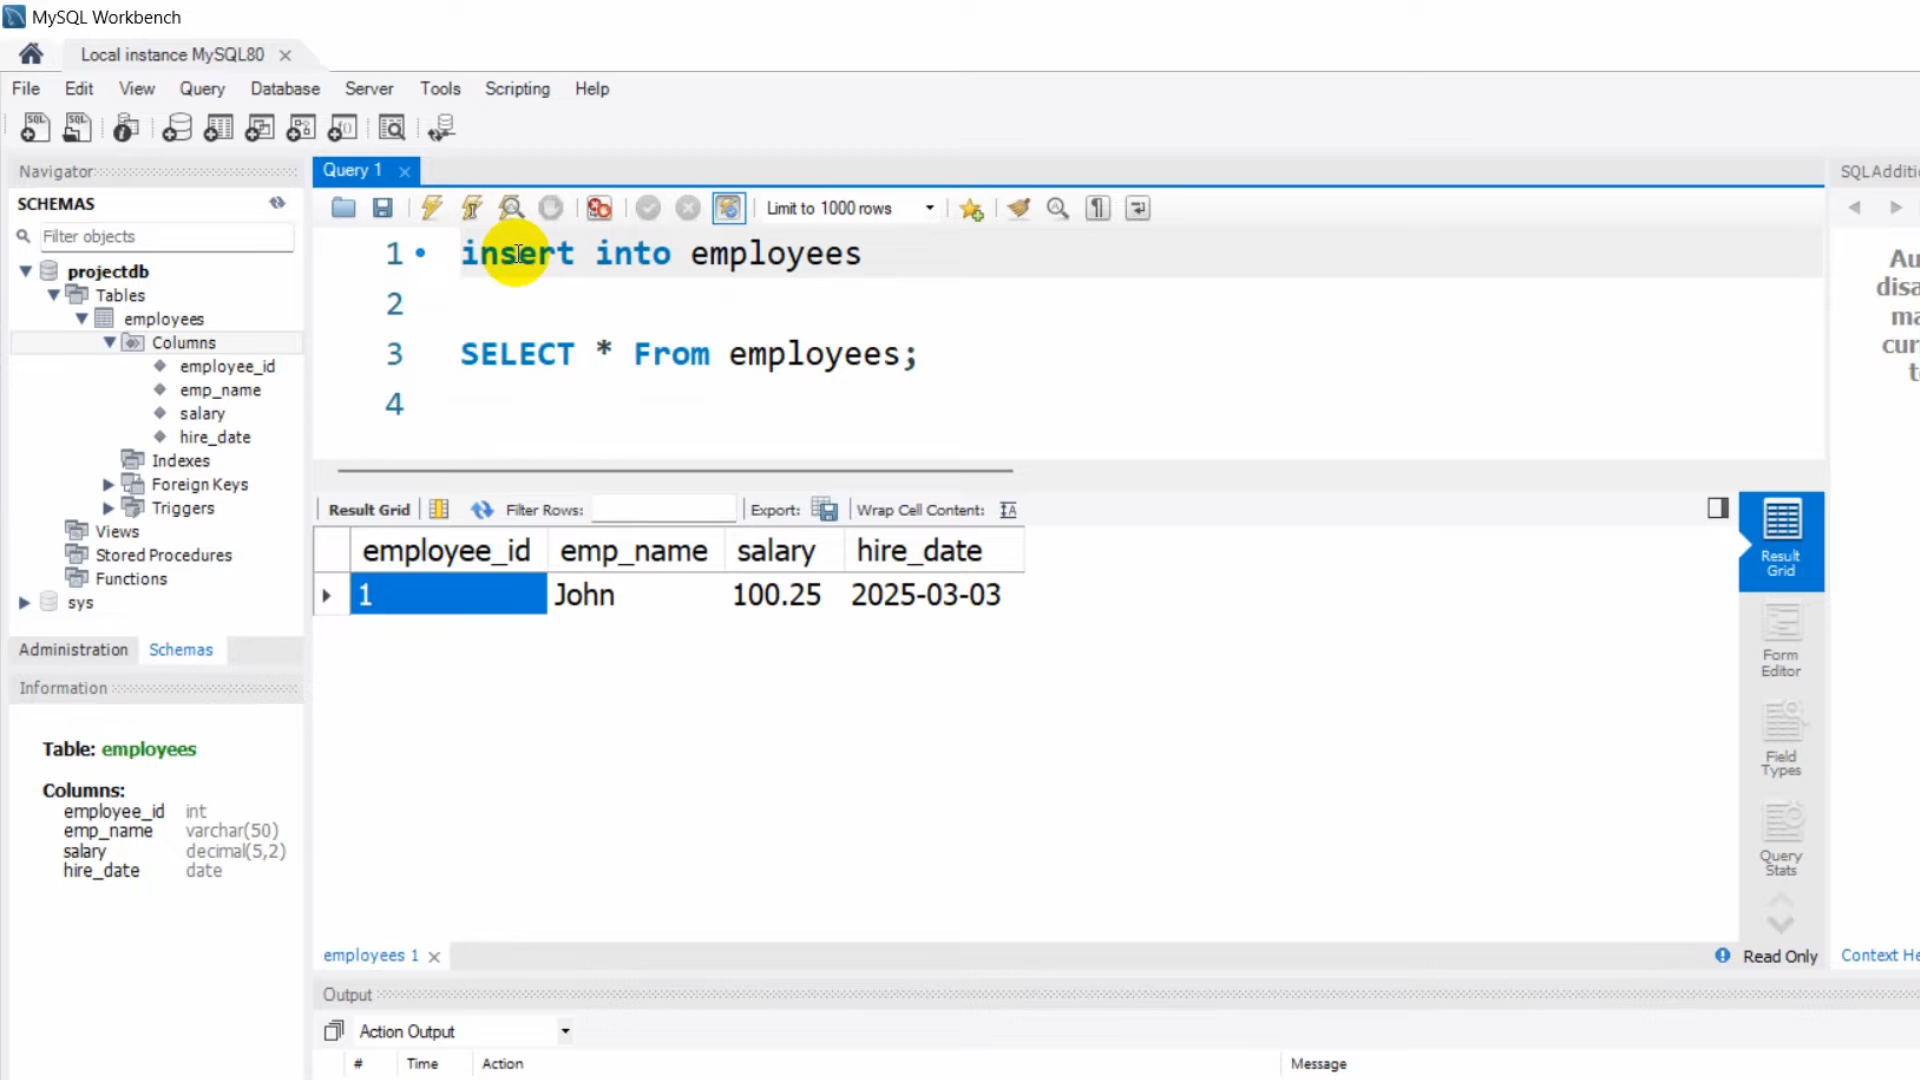 MySQL Workbench
Local instance MySQL80
File Edit View Query Database Server Tools Scripting Help
Navigator
SCHEMAS
Filter objects
projectdb
Tables
employees
Columns
employee_id
emp_name
salary
hire_date
Indexes
Foreign Keys
Triggers
Views
Stored Procedures
Functions
sys
Administration Schemas
Information
Table: employees
Columns:
employee_id int
emp_name varchar(50)
salary decimal(5,2)
hire_date date
Query 1
Limit to 1000 rows
1 insert into employees
2
3 SELECT * From employees;
4
Result Grid Filter Rows: Export: Wrap Cell Content:
employee_id emp_name salary hire_date
1 John 100.25 2025-03-03
Result
Grid
Form
Editor
Field
Types
Query
Stats
employees 1
Read Only
Output
Action Output
# Time Action Message
SQLAdditi
Au
disa
ma
cur
t
Context He